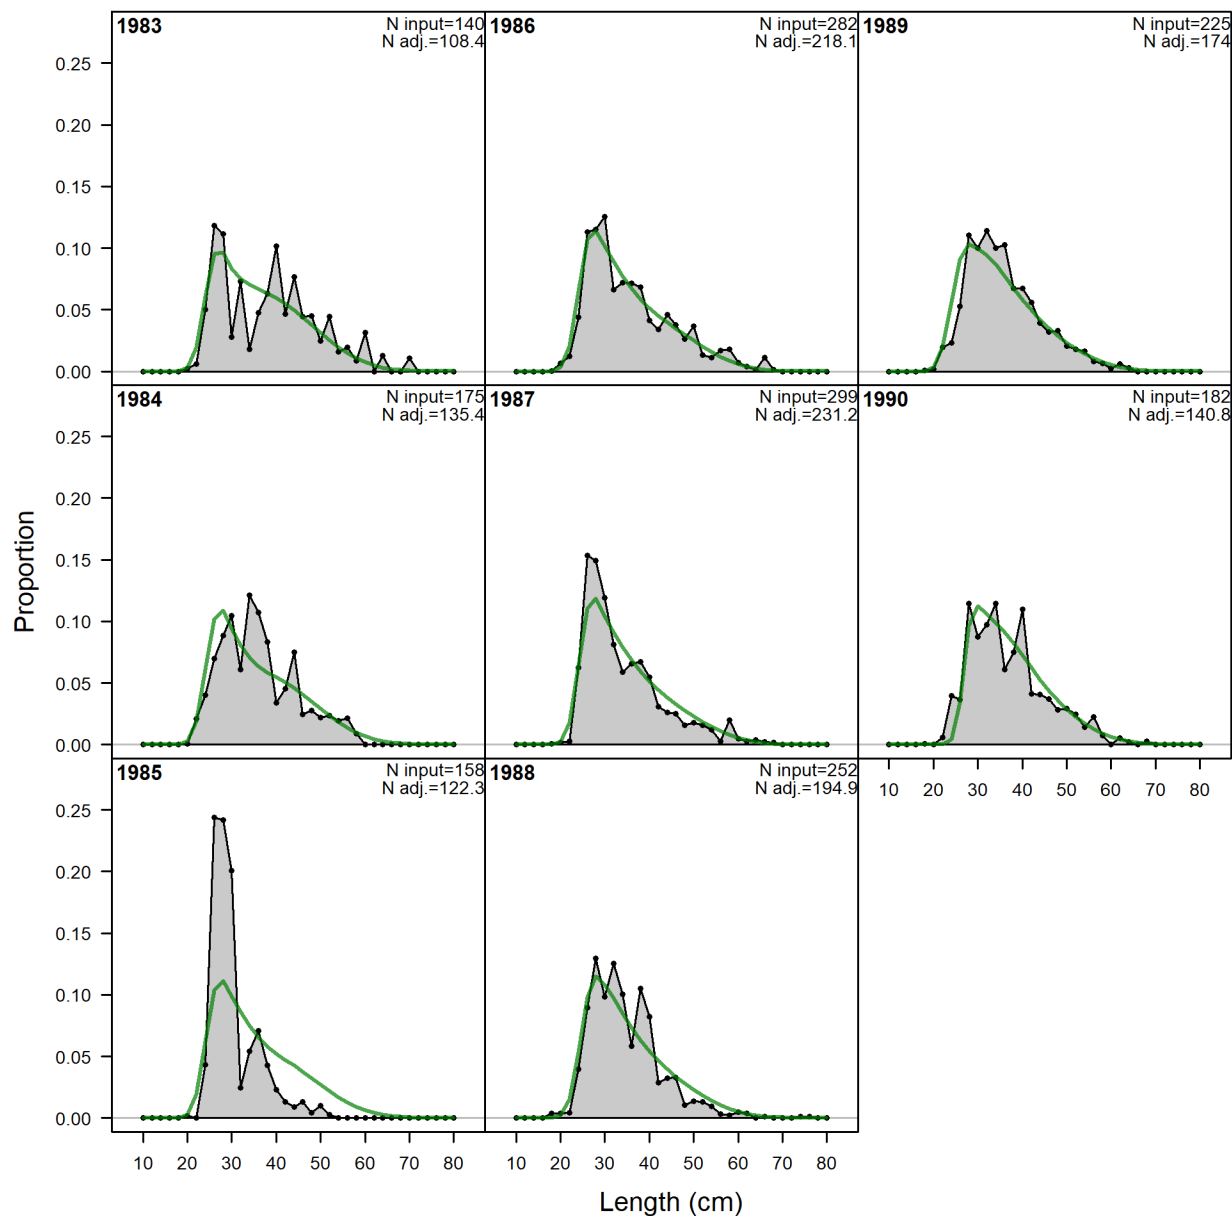 1983
N input=140
N adj.=108.4
1986
N input=282
N adj.=218.1
1989
N input=225
N adj.=174
0.25
0.20
0.15
0.10
0.05
0.00
1984
N input=175
N adj.=135.4
1987
N input=299
N adj.=231.2
1990
N input=182
N adj.=140.8
0.25
0.20
0.15
0.10
0.05
0.00
10 20 30 40 50 60 70 80
1985
N input=158
N adj.=122.3
1988
N input=252
N adj.=194.9
0.25
0.20
0.15
0.10
0.05
0.00
10 20 30 40 50 60 70 80
10 20 30 40 50 60 70 80
Proportion
Length (cm)